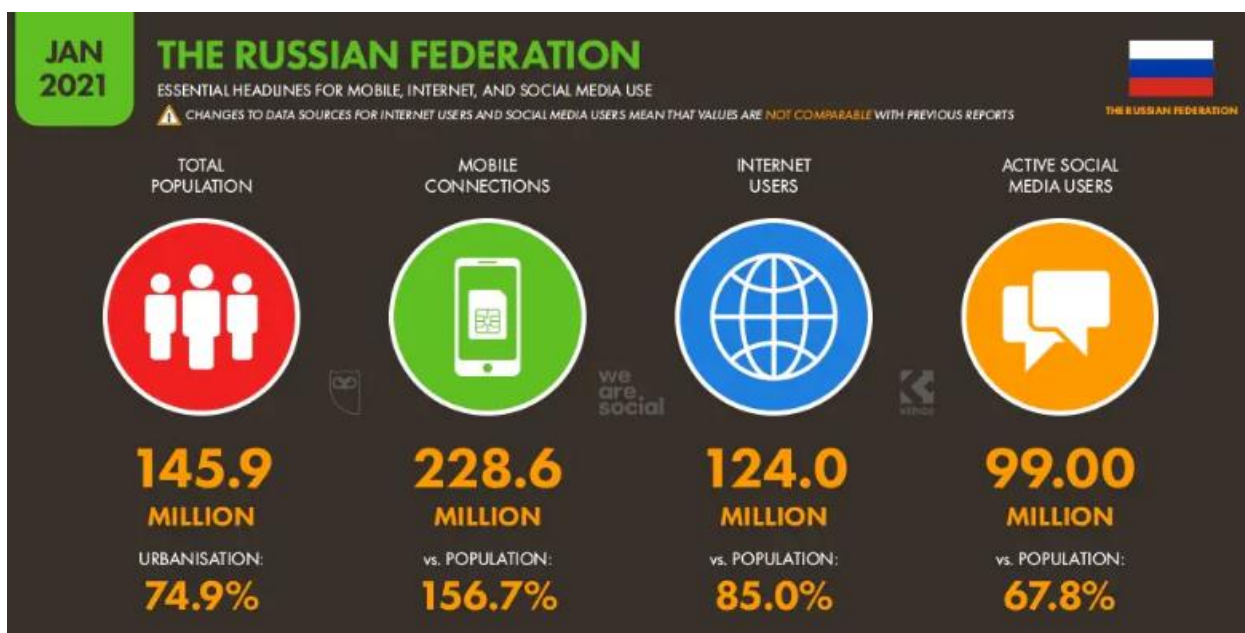 JAN
2021
THE RUSSIAN FEDERATION
ESSENTIAL HEADLINES FOR MOBILE, INTERNET, AND SOCIAL MEDIA USE
CHANGES TO DATA SOURCES FOR INTERNET USERS AND SOCIAL MEDIA USERS MEAN THAT VALUES ARE NOT COMPARABLE WITH PREVIOUS REPORTS
THE RUSSIAN FEDERATION
TOTAL
POPULATION
MOBILE
CONNECTIONS
INTERNET
USERS
ACTIVE SOCIAL
MEDIA USERS
we
are
social
KEPIOS
145.9
MILLION
URBANISATION:
74.9%
228.6
MILLION
vs. POPULATION:
156.7%
124.0
MILLION
vs. POPULATION:
85.0%
99.00
MILLION
vs. POPULATION:
67.8%